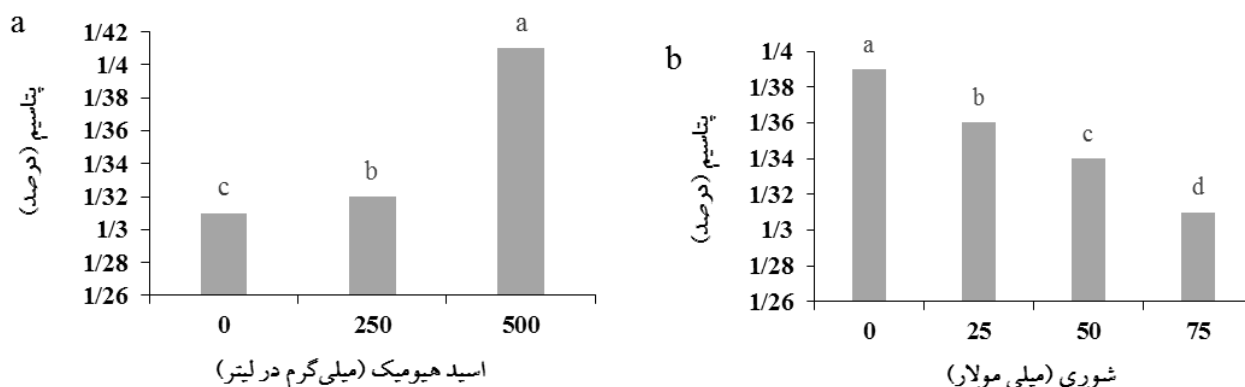 a
1/42
1/4
1/38
1/36
1/34
1/32
1/3
1/28
1/26
پتاسیم (درصد)
c
b
a
0 250 500
اسید هیومیک (میلی‌گرم در لیتر)
b
1/4
1/38
1/36
1/34
1/32
1/3
1/28
1/26
پتاسیم (درصد)
a
b
c
d
0 25 50 75
شوری (میلی مولار)